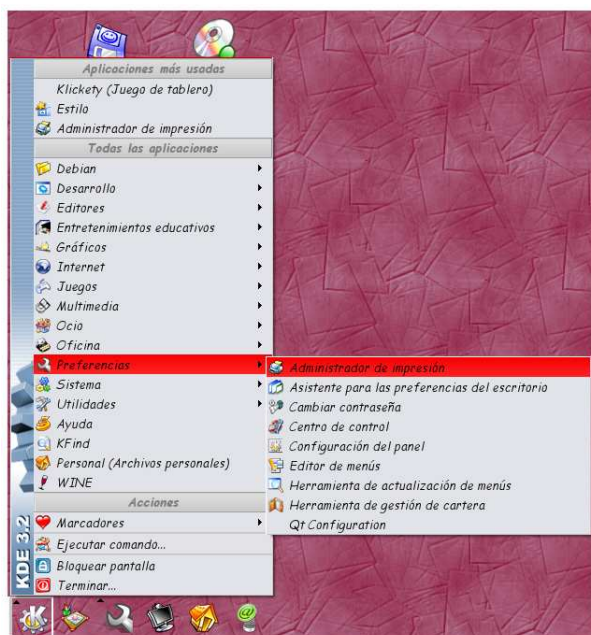 Aplicaciones más usadas
Klickety (Juego de tablero)
Estilo
Administrador de impresión
Todas las aplicaciones
Debian
Desarrollo
Editores
Entretenimientos educativos
Gráficos
Internet
Juegos
Multimedia
Ocio
Oficina
Preferencias
Sistema
Utilidades
Ayuda
KFind
Personal (Archivos personales)
WINE
Acciones
Marcadores
Ejecutar comando...
Bloquear pantalla
Terminar...
KDE 3.2
Administrador de impresión
Asistente para las preferencias del escritorio
Cambiar contraseña
Centro de control
Configuración del panel
Editor de menús
Herramienta de actualización de menús
Herramienta de gestión de cartera
Qt Configuration